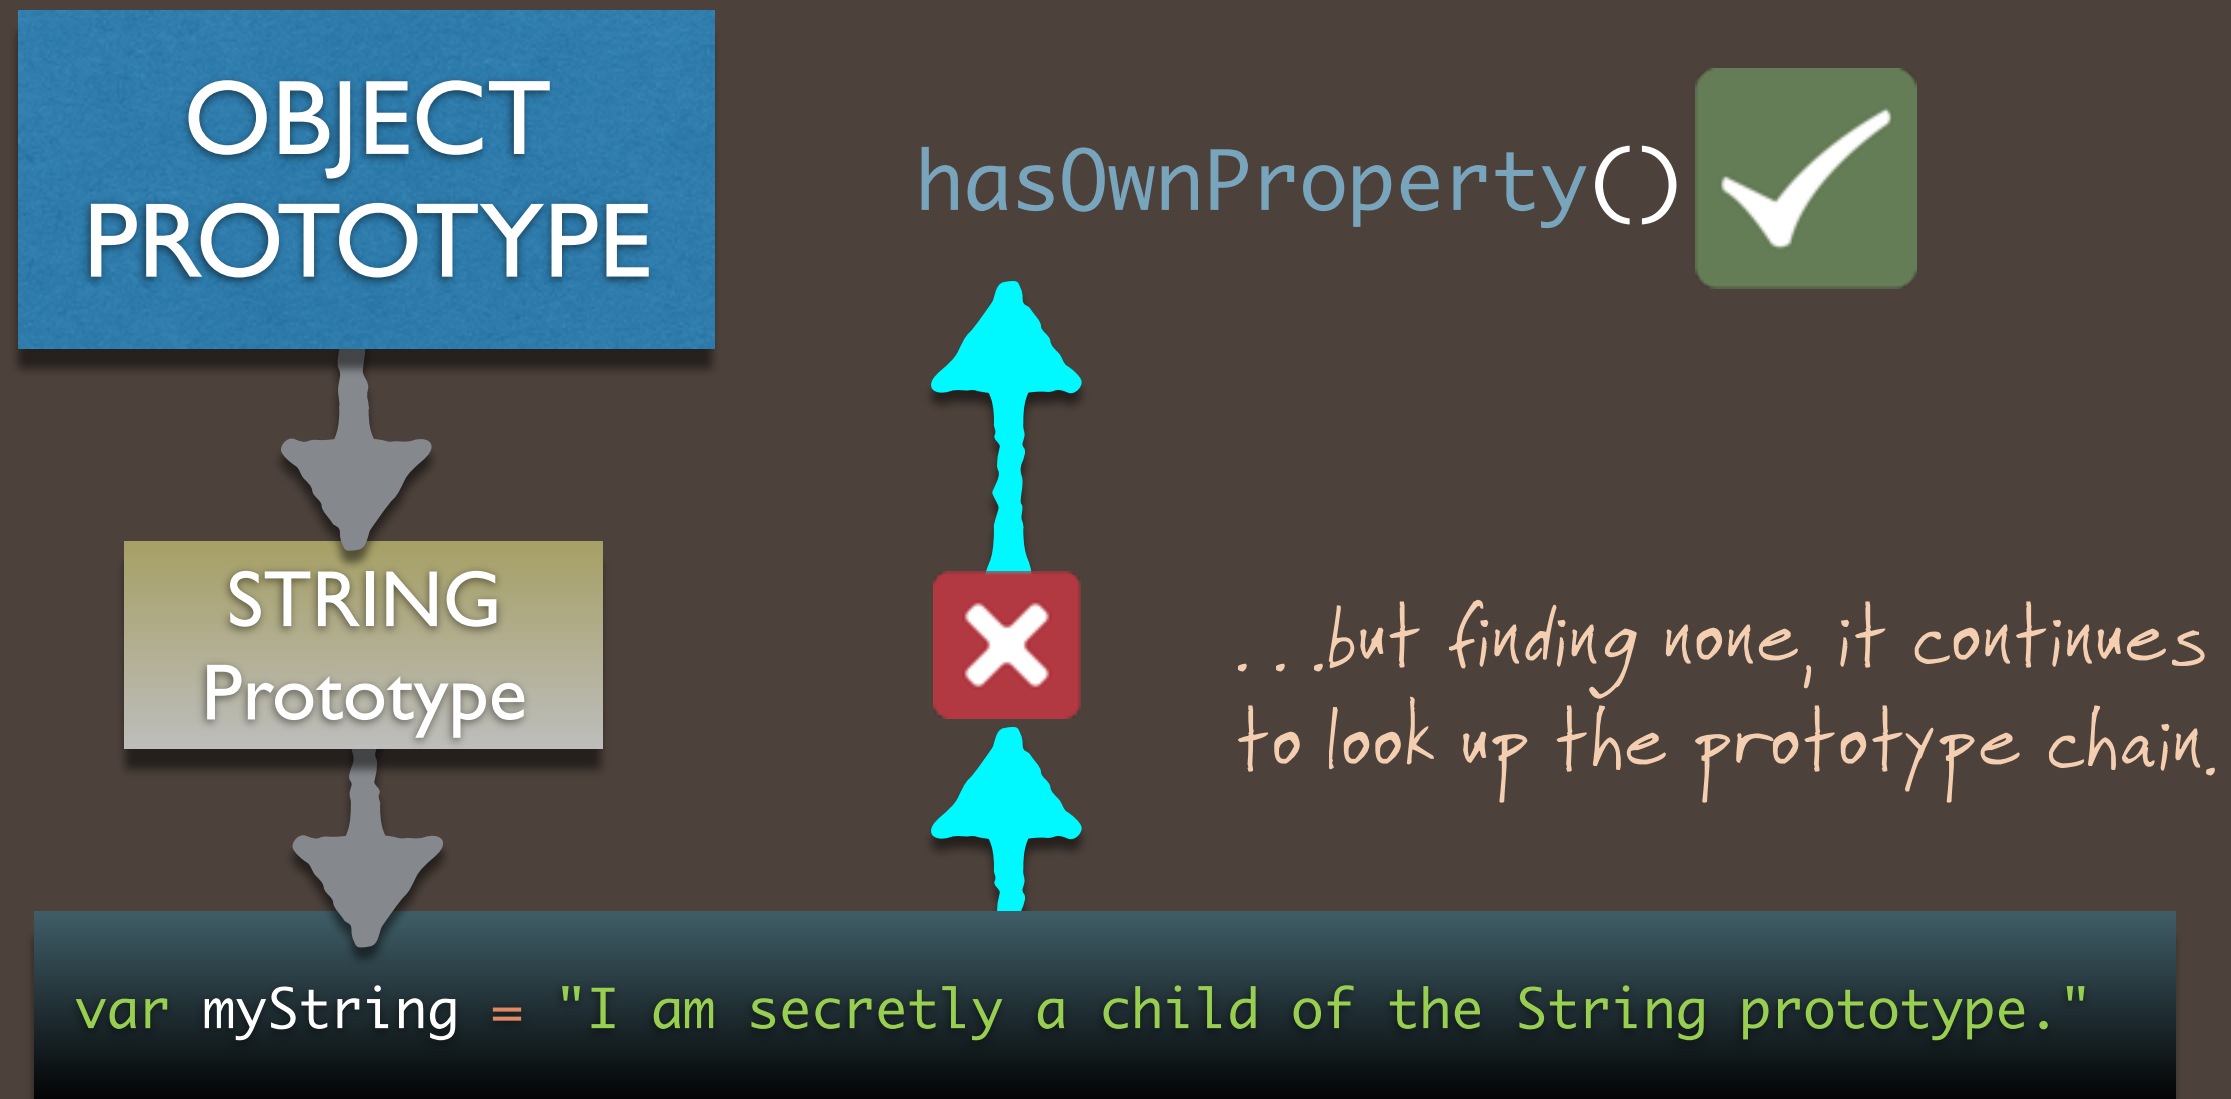 OBJECT
PROTOTYPE
hasOwnProperty()
STRING
Prototype
...but finding none, it continues
to look up the prototype chain.
var myString = "I am secretly a child of the String prototype."